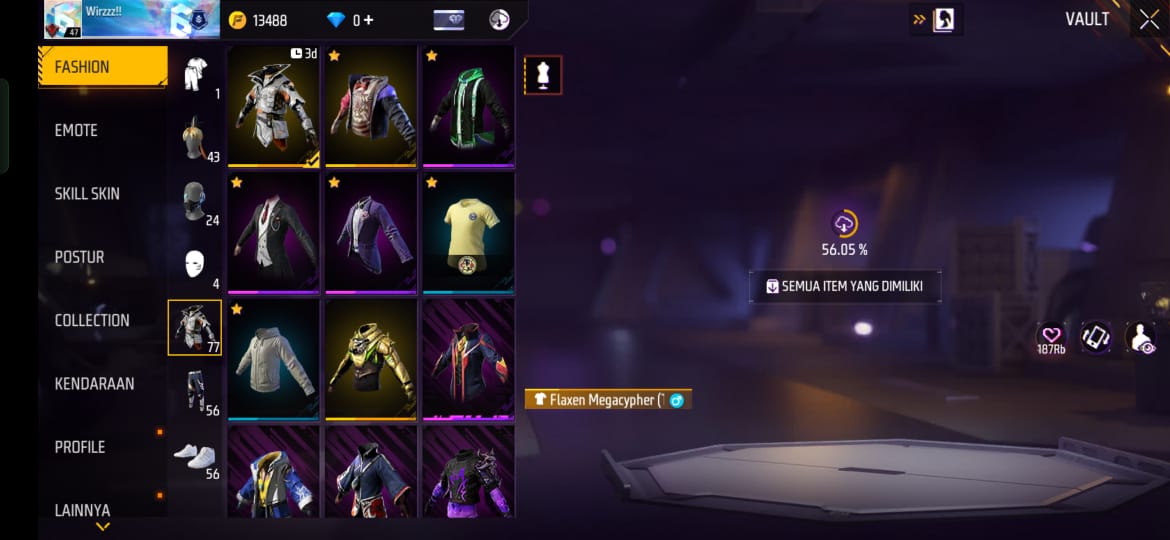 Wirzzz!!
47
13488
0 +
VAULT
FASHION
EMOTE
SKILL SKIN
POSTUR
COLLECTION
KENDARAAN
PROFILE
LAINNYA
1
43
24
4
77
56
56
3d
56.05 %
SEMUA ITEM YANG DIMILIKI
187Rb
Flaxen Megacypher (